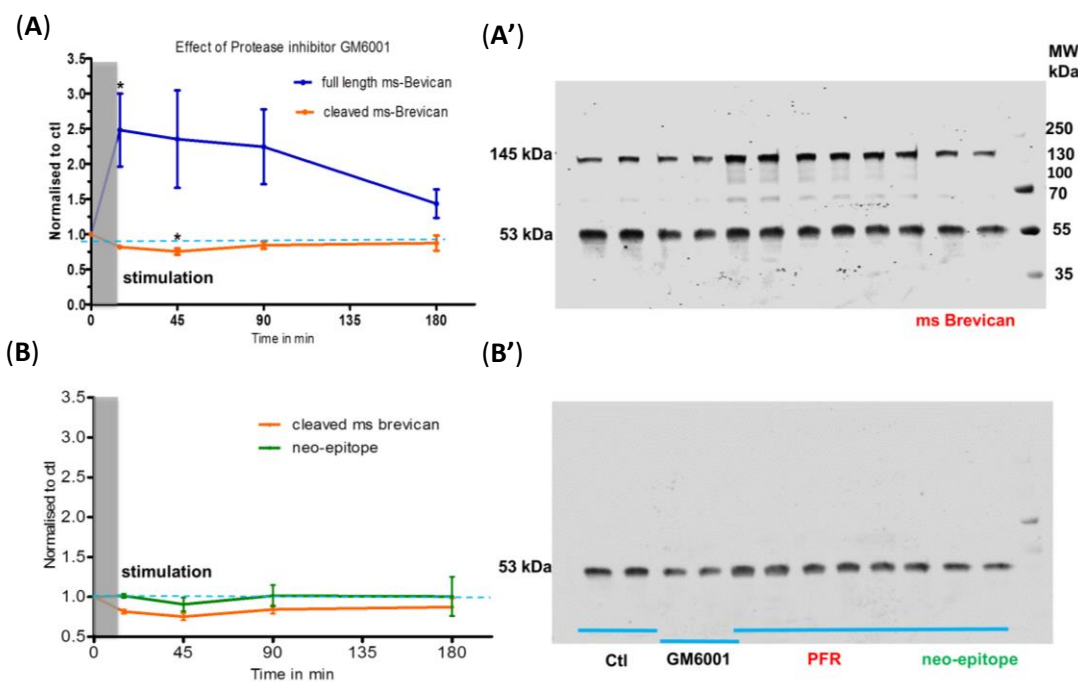 (A)
Effect of Protease inhibitor GM6001
full length ms-Bevican
cleaved ms-Brevican
Normalised to ctl
3.5
3.0
2.5
2.0
1.5
1.0
0.5
0.0
*
*
stimulation
0 45 90 135 180
Time in min
(A')
MW
kDa
145 kDa
53 kDa
250
130
100
70
55
35
ms Brevican
(B)
cleaved ms brevican
neo-epitope
Normalised to ctl
3.5
3.0
2.5
2.0
1.5
1.0
0.5
stimulation
0 45 90 135 180
Time in min
(B')
53 kDa
Ctl GM6001 PFR neo-epitope